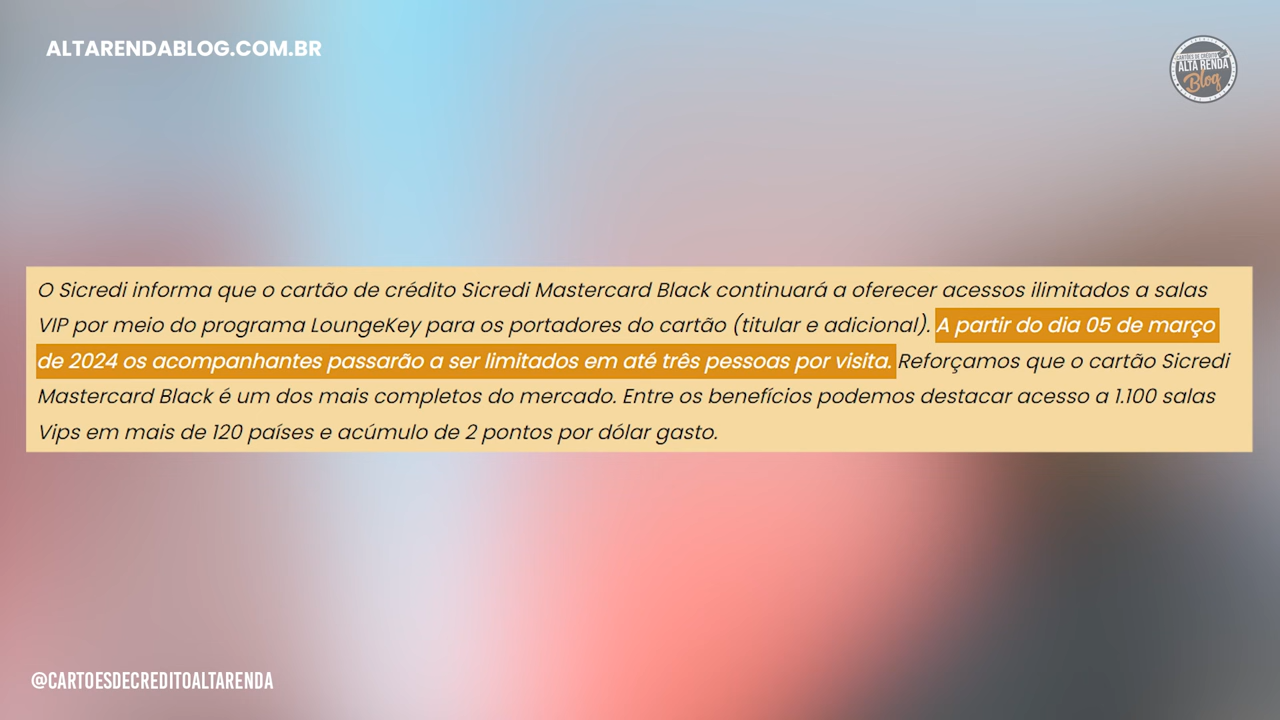 ALTARENDABLOG.COM.BR
CARTÕES DE CRÉDITO
ALTA RENDA
Blog
O Sicredi informa que o cartão de crédito Sicredi Mastercard Black continuará a oferecer acessos ilimitados a salas
VIP por meio do programa LoungeKey para os portadores do cartão (titular e adicional). A partir do dia 05 de março
de 2024 os acompanhantes passarão a ser limitados em até três pessoas por visita. Reforçamos que o cartão Sicredi
Mastercard Black é um dos mais completos do mercado. Entre os benefícios podemos destacar acesso a 1.100 salas
Vips em mais de 120 países e acúmulo de 2 pontos por dólar gasto.
@CARTOESDECREDITOALTARENDA